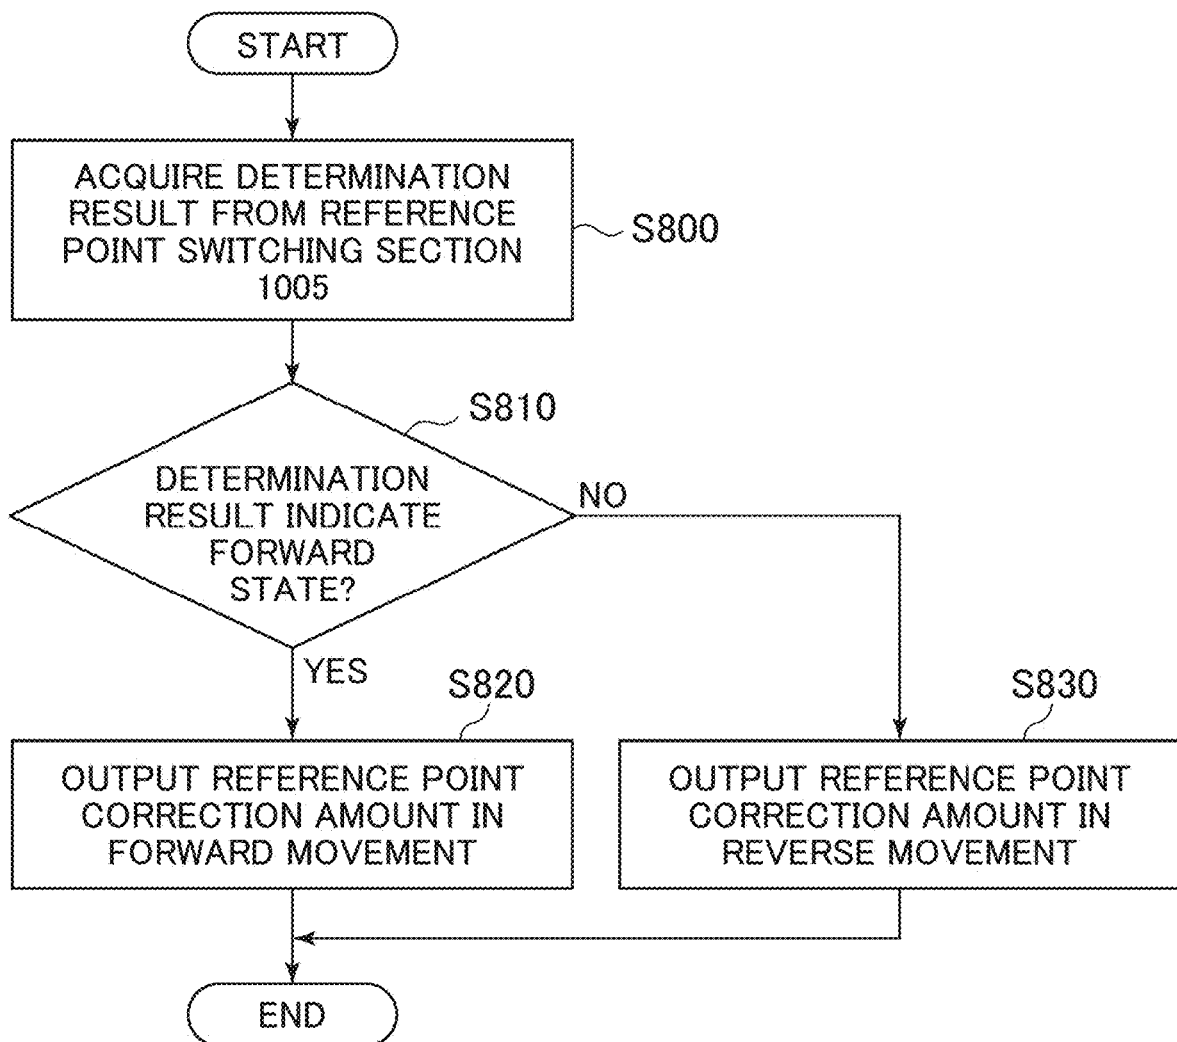 START
ACQUIRE DETERMINATION
RESULT FROM REFERENCE
POINT SWITCHING SECTION
1005
S800
S810
DETERMINATION
RESULT INDICATE
FORWARD
STATE?
NO
YES
S820
S830
OUTPUT REFERENCE POINT
CORRECTION AMOUNT IN
FORWARD MOVEMENT
OUTPUT REFERENCE POINT
CORRECTION AMOUNT IN
REVERSE MOVEMENT
END